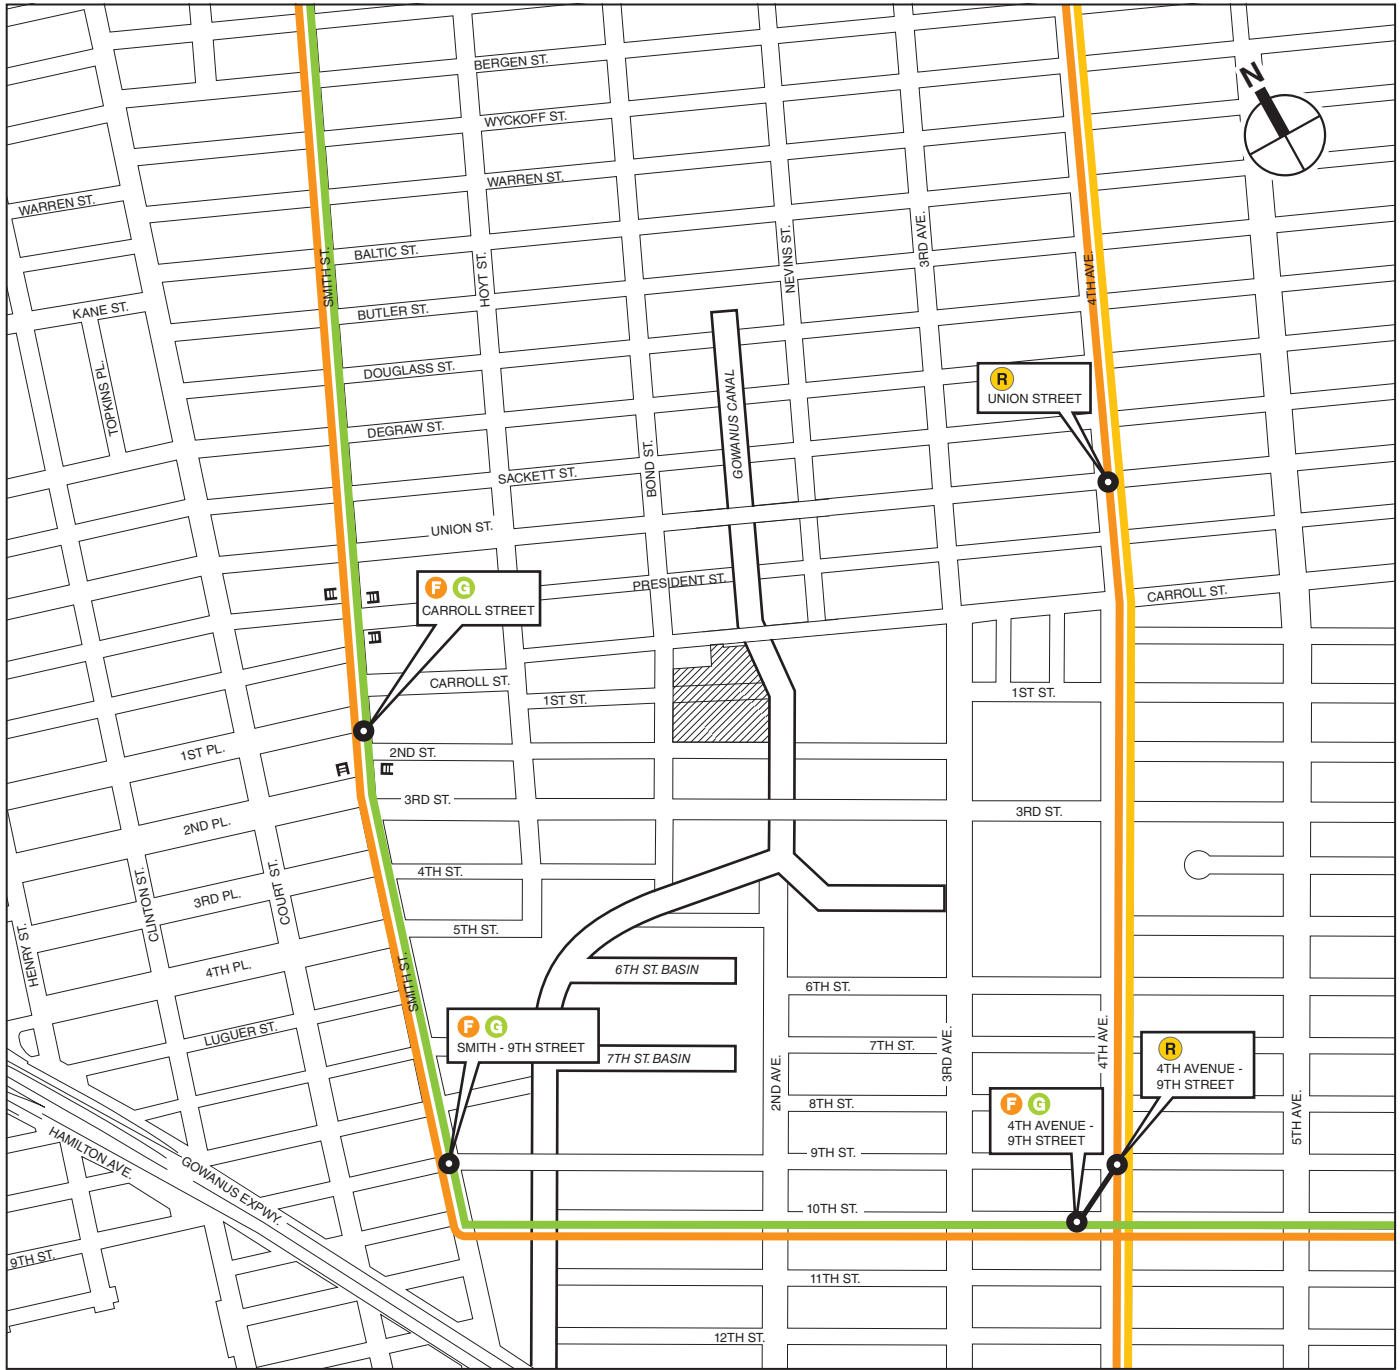 N
BERGEN ST.
WYCKOFF ST.
WARREN ST.
WARREN ST.
BALTIC ST.
SMITH ST.
HOYT ST.
NEVINS ST.
3RD AVE.
4TH AVE.
KANE ST.
BUTLER ST.
TOPKINS PL.
DOUGLASS ST.
GOWANUS CANAL
R
UNION STREET
DEGRAW ST.
BOND ST.
SACKETT ST.
UNION ST.
F G
CARROLL STREET
PRESIDENT ST.
CARROLL ST.
CARROLL ST.
1ST ST.
1ST ST.
1ST PL.
2ND ST.
3RD ST.
3RD ST.
2ND PL.
4TH ST.
CLINTON ST.
COURT ST.
3RD PL.
5TH ST.
HENRY ST.
4TH PL.
SMITH ST.
6TH ST. BASIN
6TH ST.
LUGUER ST.
F G
SMITH - 9TH STREET
7TH ST. BASIN
2ND AVE.
7TH ST.
3RD AVE.
4TH AVE.
R
4TH AVENUE -
9TH STREET
8TH ST.
F G
4TH AVENUE -
9TH STREET
5TH AVE.
HAMILTON AVE.
GOWANUS EXPWY.
9TH ST.
10TH ST.
9TH ST.
11TH ST.
12TH ST.